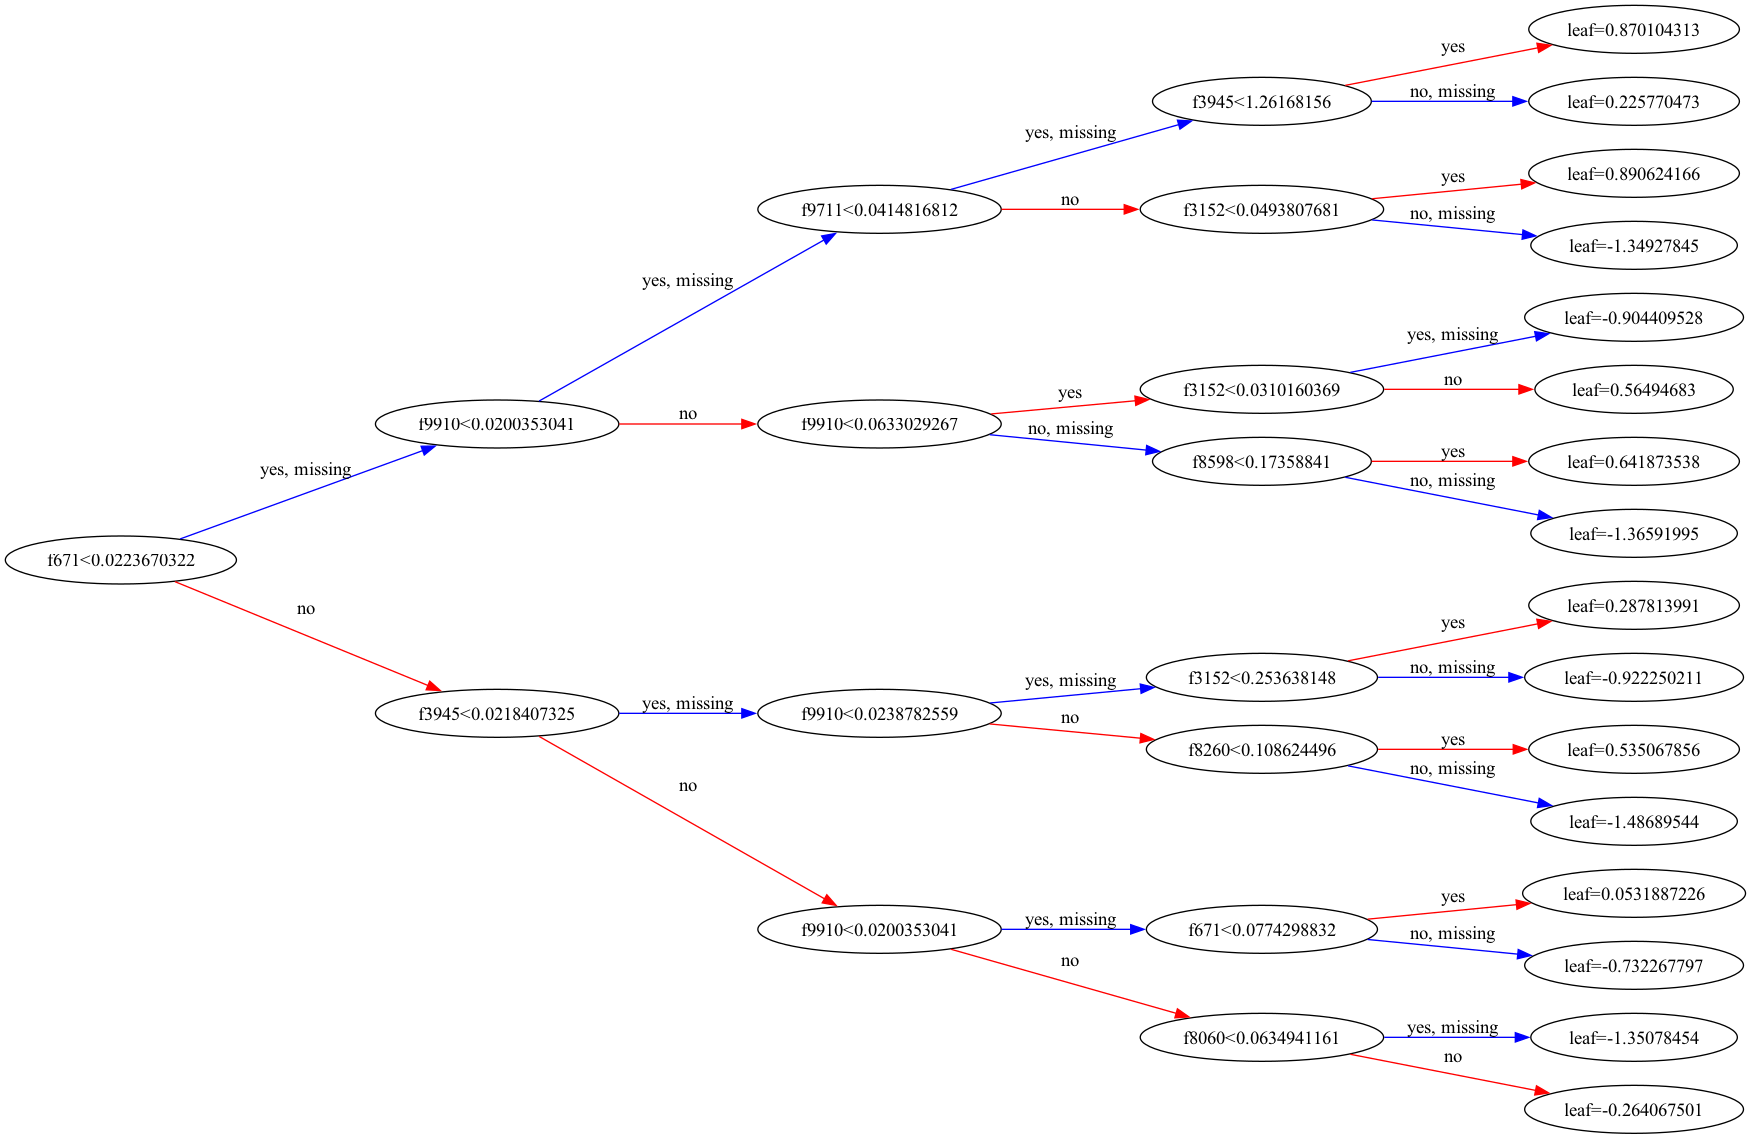 leaf=0.870104313
yes
f3945<1.26168156
no, missing
leaf=0.225770473
yes, missing
leaf=0.890624166
yes
f9711<0.0414816812
no
f3152<0.0493807681
no, missing
leaf=-1.34927845
yes, missing
leaf=-0.904409528
yes, missing
f3152<0.0310160369
no
leaf=0.56494683
yes
f9910<0.0200353041
no
f9910<0.0633029267
no, missing
f8598<0.17358841
yes
leaf=0.641873538
no, missing
leaf=-1.36591995
yes, missing
f671<0.0223670322
no
leaf=0.287813991
yes
f3152<0.253638148
no, missing
leaf=-0.922250211
yes, missing
f3945<0.0218407325
yes, missing
f9910<0.0238782559
no
f8260<0.108624496
yes
leaf=0.535067856
no, missing
leaf=-1.48689544
no
leaf=0.0531887226
yes
f9910<0.0200353041
yes, missing
f671<0.0774298832
no, missing
leaf=-0.732267797
no
f8060<0.0634941161
yes, missing
leaf=-1.35078454
no
leaf=-0.264067501